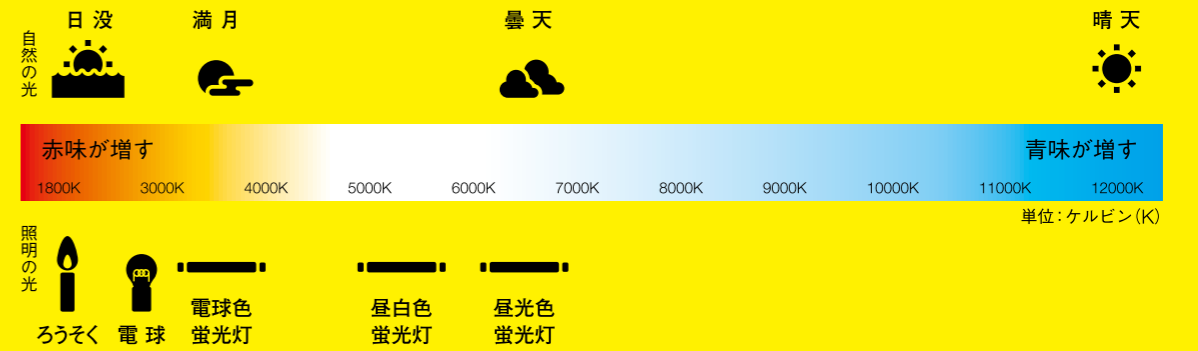 自然の光
日没 満月 曇天 晴天
赤味が増す 青味が増す
1800K 3000K 4000K 5000K 6000K 7000K 8000K 9000K 10000K 11000K 12000K
単位:ケルビン(K)
照明の光
ろうそく 電球 電球色蛍光灯 昼白色蛍光灯 昼光色蛍光灯